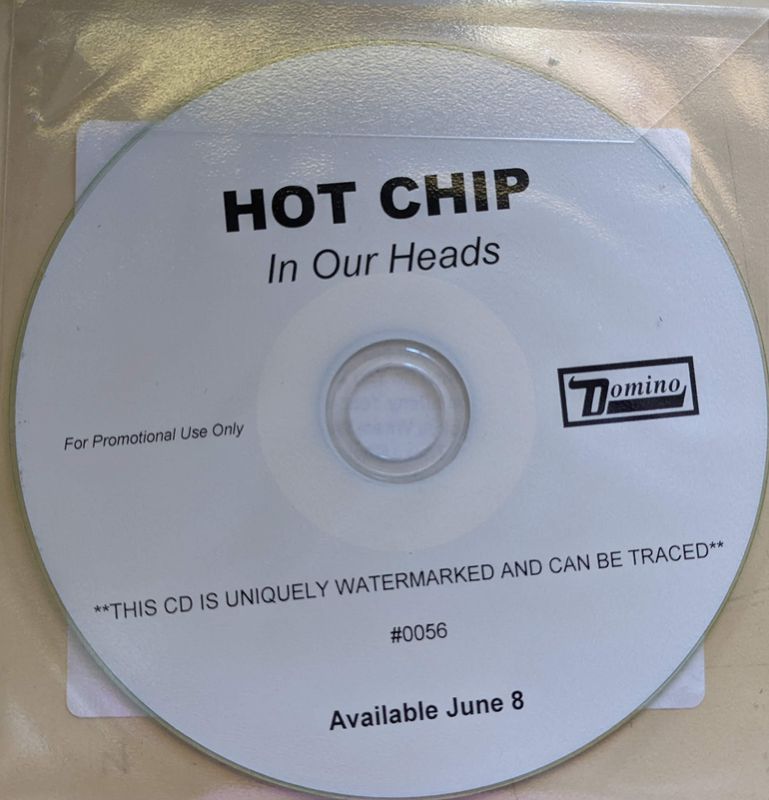 HOT CHIP
In Our Heads
Domino
For Promotional Use Only
**THIS CD IS UNIQUELY WATERMARKED AND CAN BE TRACED**
#0056
Available June 8